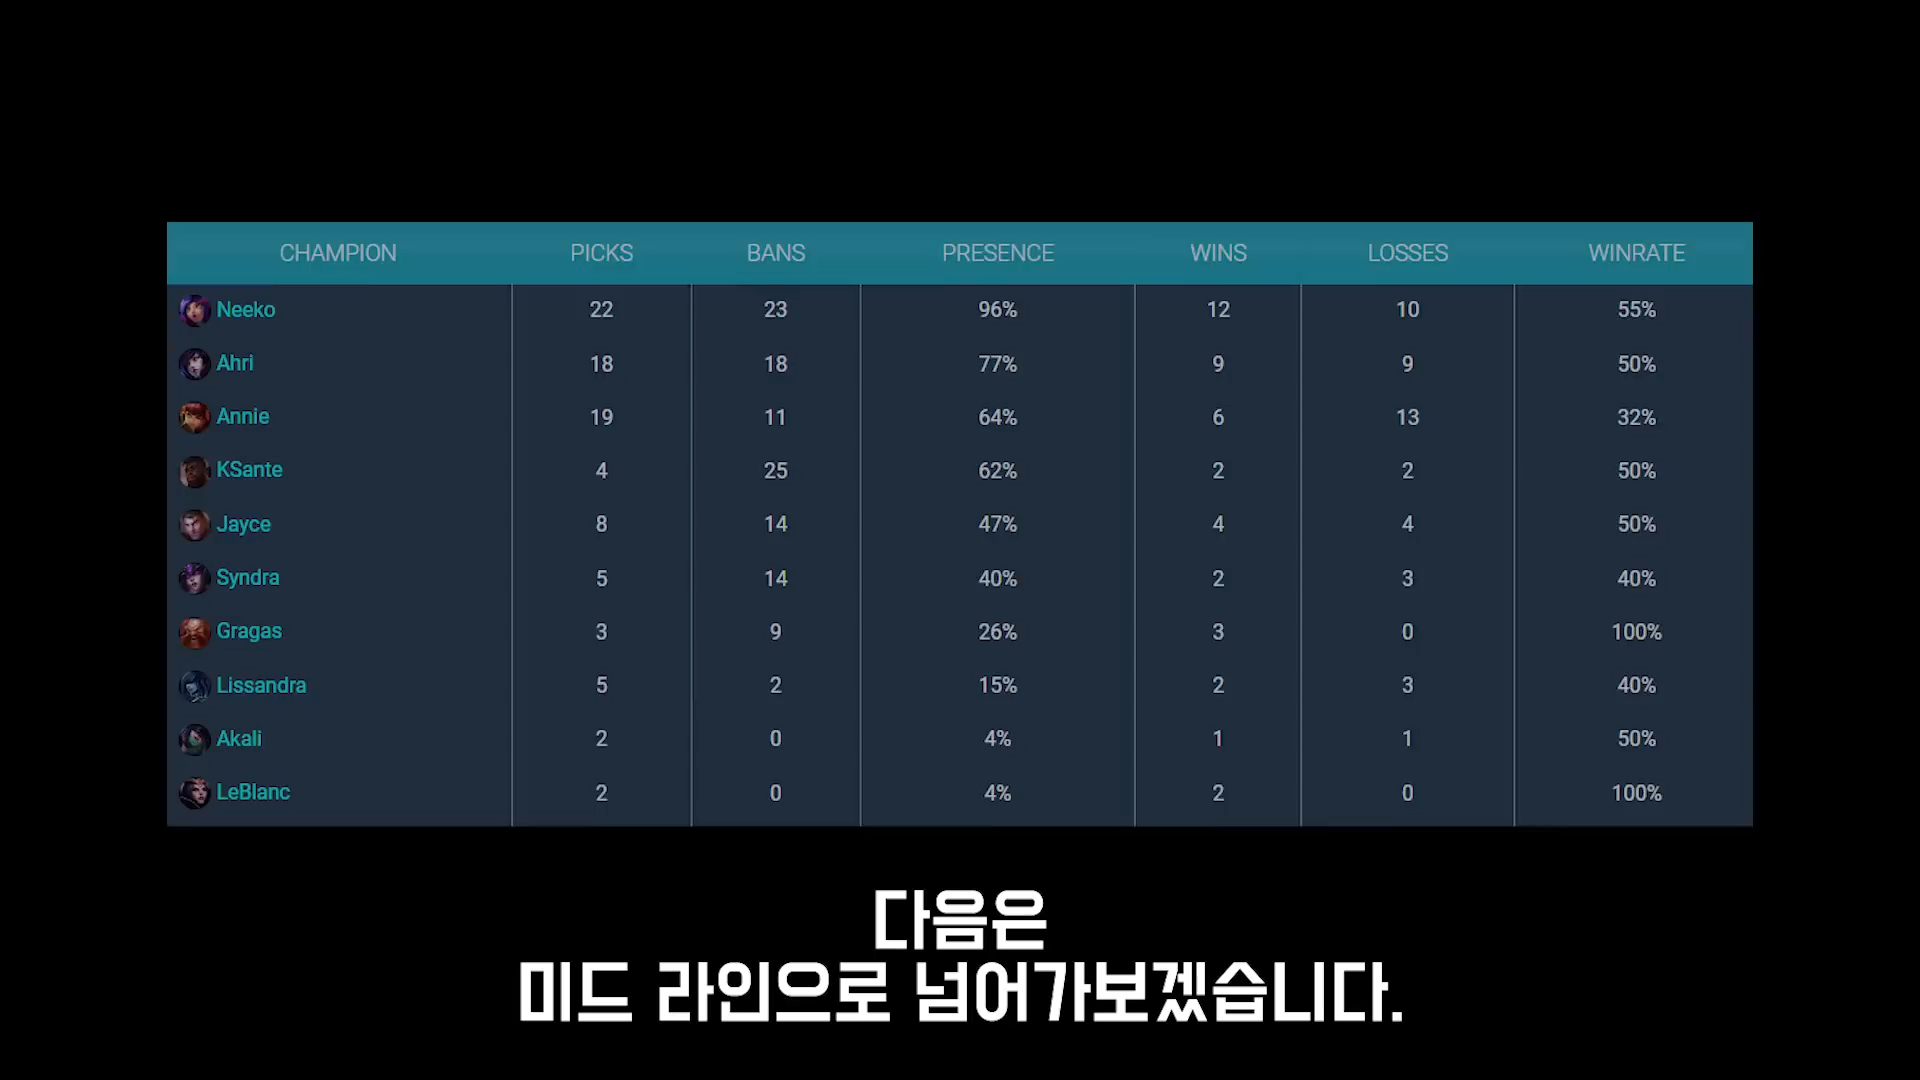 CHAMPION PICKS BANS PRESENCE WINS LOSSES WINRATE
Neeko 22 23 96% 12 10 55%
Ahri 18 18 77% 9 9 50%
Annie 19 11 64% 6 13 32%
KSante 4 25 62% 2 2 50%
Jayce 8 14 47% 4 4 50%
Syndra 5 14 40% 2 3 40%
Gragas 3 9 26% 3 0 100%
Lissandra 5 2 15% 2 3 40%
Akali 2 0 4% 1 1 50%
LeBlanc 2 0 4% 2 0 100%
다음은
미드 라인으로 넘어가보겠습니다.